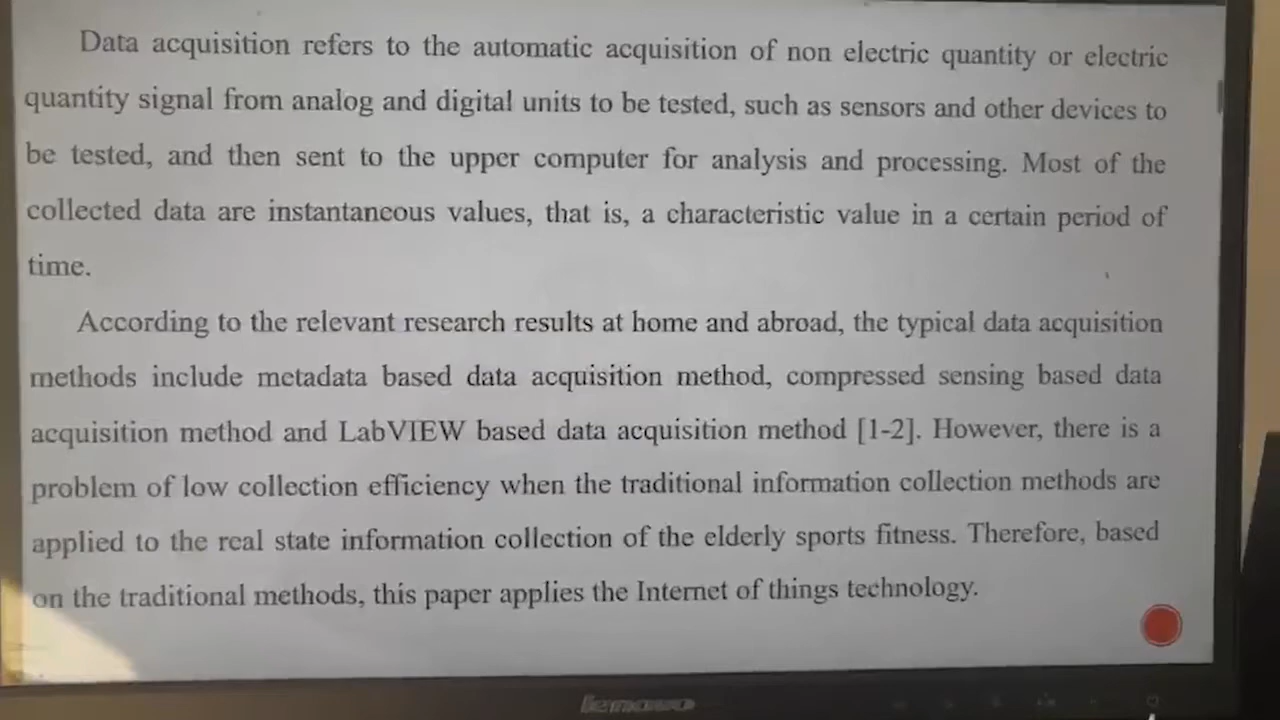 Data acquisition refers to the automatic acquisition of non electric quantity or electric
quantity signal from analog and digital units to be tested, such as sensors and other devices to
be tested, and then sent to the upper computer for analysis and processing. Most of the
collected data are instantaneous values, that is, a characteristic value in a certain period of
time.
According to the relevant research results at home and abroad, the typical data acquisition
methods include metadata based data acquisition method, compressed sensing based data
acquisition method and LabVIEW based data acquisition method [1-2]. However, there is a
problem of low collection efficiency when the traditional information collection methods are
applied to the real state information collection of the elderly sports fitness. Therefore, based
on the traditional methods, this paper applies the Internet of things technology.
lenovo